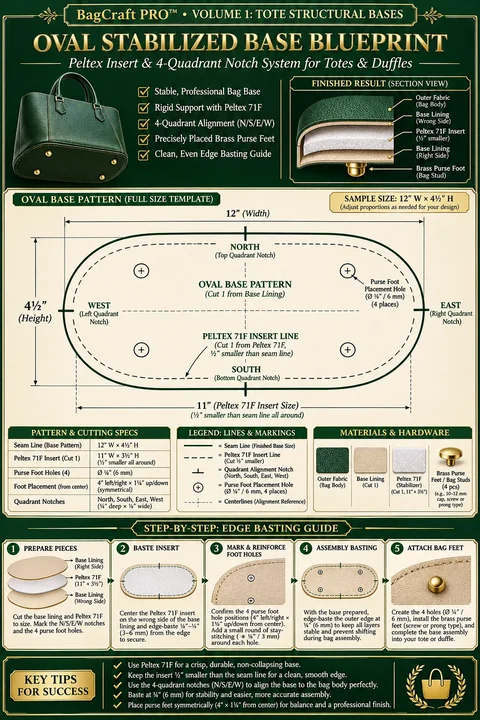 BagCraft PRO™ • VOLUME 1: TOTE STRUCTURAL BASES
OVAL STABILIZED BASE BLUEPRINT
Peltex Insert & 4-Quadrant Notch System for Totes & Duffles
Stable, Professional Bag Base
Rigid Support with Peltex 71F
4-Quadrant Alignment (N/S/E/W)
Precisely Placed Brass Purse Feet
Clean, Even Edge Basting Guide
FINISHED RESULT (SECTION VIEW)
Outer Fabric
(Bag Body)
Base Lining
(Wrong Side)
Peltex 71F Insert
(½" smaller)
Base Lining
(Right Side)
Brass Purse Foot
(Bag Stud)
OVAL BASE PATTERN (FULL SIZE TEMPLATE)
SAMPLE SIZE: 12" W × 4½" H
(Adjust proportions as needed for your design)
12" (Width)
NORTH
(Top Quadrant Notch)
4½"
(Height)
WEST
(Left Quadrant
Notch)
OVAL BASE PATTERN
(Cut 1 from Base Lining)
Purse Foot
Placement Hole
(Ø ¼" / 6 mm)
(4 places)
EAST
(Right Quadrant
Notch)
PELTEX 71F INSERT LINE
(Cut 1 from Peltex 71F,
½" smaller than seam line)
SOUTH
(Bottom Quadrant Notch)
11" (Peltex 71F Insert Size)
(½" smaller than seam line all around)
PATTERN & CUTTING SPECS
Seam Line (Base Pattern) 12" W × 4½" H
Peltex 71F Insert (Cut 1) 11" W × 3½" H
(½" smaller all around)
Purse Foot Holes (4) Ø ¼" (6 mm)
Foot Placement (from center) 4" left/right × 1¼" up/down
(symmetrical)
Quadrant Notches North, South, East, West
(¼" deep × ¼" wide)
LEGEND: LINES & MARKINGS
= Seam Line (Finished Base Size)
= Peltex 71F Insert Line
(Cut ½" smaller)
= Quadrant Alignment Notch
(North, South, East, West)
= Purse Foot Placement Hole
(Ø ¼" / 6 mm, 4 places)
= Centerlines (Alignment Reference)
MATERIALS & HARDWARE
Outer Fabric
(Bag Body)
Base Lining
(Cut 1)
Peltex 71F
(Stabilizer)
(Cut 1, 11" × 3½")
Brass Purse
Feet / Bag Studs
(4 pcs)
(e.g., 10–12 mm
cap, screw or
prong type)
STEP-BY-STEP: EDGE BASTING GUIDE
1 PREPARE PIECES
Base Lining
(Right Side)
Peltex 71F
(11" × 3½")
Base Lining
(Wrong Side)
Cut the base lining and Peltex 71F
to size. Mark the N/S/E/W notches
and the 4 purse foot holes.
2 BASTE INSERT
Center the Peltex 71F insert
on the wrong side of the base
lining and edge-baste ⅛"–¼"
(3–6 mm) from the edge
to secure.
3 MARK & REINFORCE
FOOT HOLES
Confirm the 4 purse foot
hole positions (4" left/right ×
1¼" up/down from center).
Add a small round of stay-
stitching around each hole.
4 ASSEMBLY BASTING
With the base prepared,
edge-baste the outer edge at
¼" (6 mm) to keep all layers
stable and prevent shifting
during bag assembly.
5 ATTACH BAG FEET
Create the 4 holes (Ø ¼" /
6 mm), install the brass purse
feet (screw or prong type), and
complete the base assembly
into your tote or duffle.
KEY TIPS
FOR SUCCESS
Use Peltex 71F for a crisp, durable, non-collapsing base.
Keep the insert ½" smaller than the seam line for a clean, smooth edge.
Use the 4-quadrant notches (N/S/E/W) to align the base to the bag body perfectly.
Baste at ¼" (6 mm) for stability and easier, more accurate assembly.
Place purse feet symmetrically (4" × 1¼" from center) for balance and a professional finish.